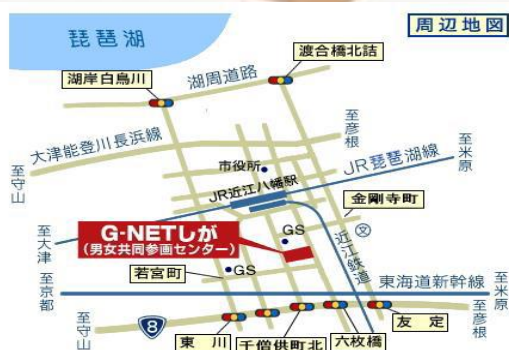 周辺地図
琵琶湖
渡合橋北詰
湖岸白鳥川
湖周道路
大津能登川長浜線
至守山
至彦根
至米原
市役所
JR琵琶湖線
JR近江八幡駅
金剛寺町
文
G-NETしが
(男女共同参画センター)
GS
近江鉄道
至大津
若宮町
GS
東海道新幹線
至京都
至米原
至守山
至彦根
8
東川
千僧供町北
六枚橋
友定